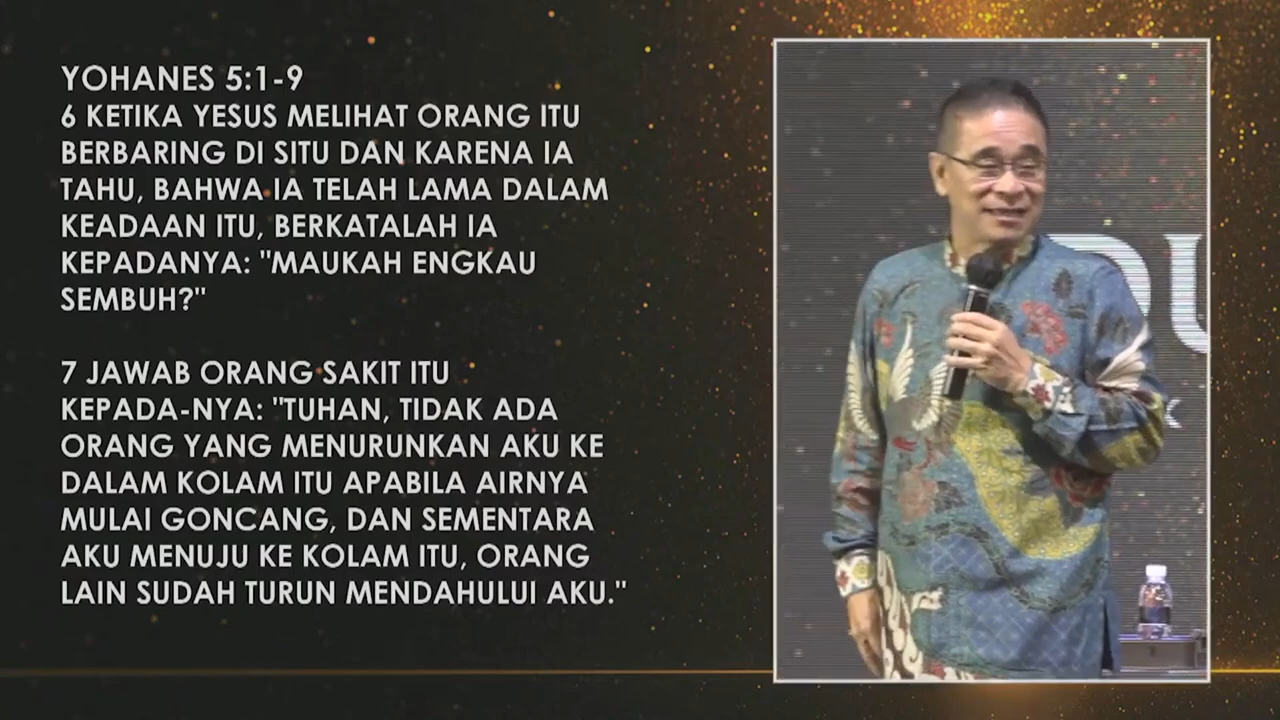 YOHANES 5:1-9
6 KETIKA YESUS MELIHAT ORANG ITU
BERBARING DI SITU DAN KARENA IA
TAHU, BAHWA IA TELAH LAMA DALAM
KEADAAN ITU, BERKATALAH IA
KEPADANYA: "MAUKAH ENGKAU
SEMBUH?"
7 JAWAB ORANG SAKIT ITU
KEPADA-NYA: "TUHAN, TIDAK ADA
ORANG YANG MENURUNKAN AKU KE
DALAM KOLAM ITU APABILA AIRNYA
MULAI GONCANG, DAN SEMENTARA
AKU MENUJU KE KOLAM ITU, ORANG
LAIN SUDAH TURUN MENDAHULUI AKU."